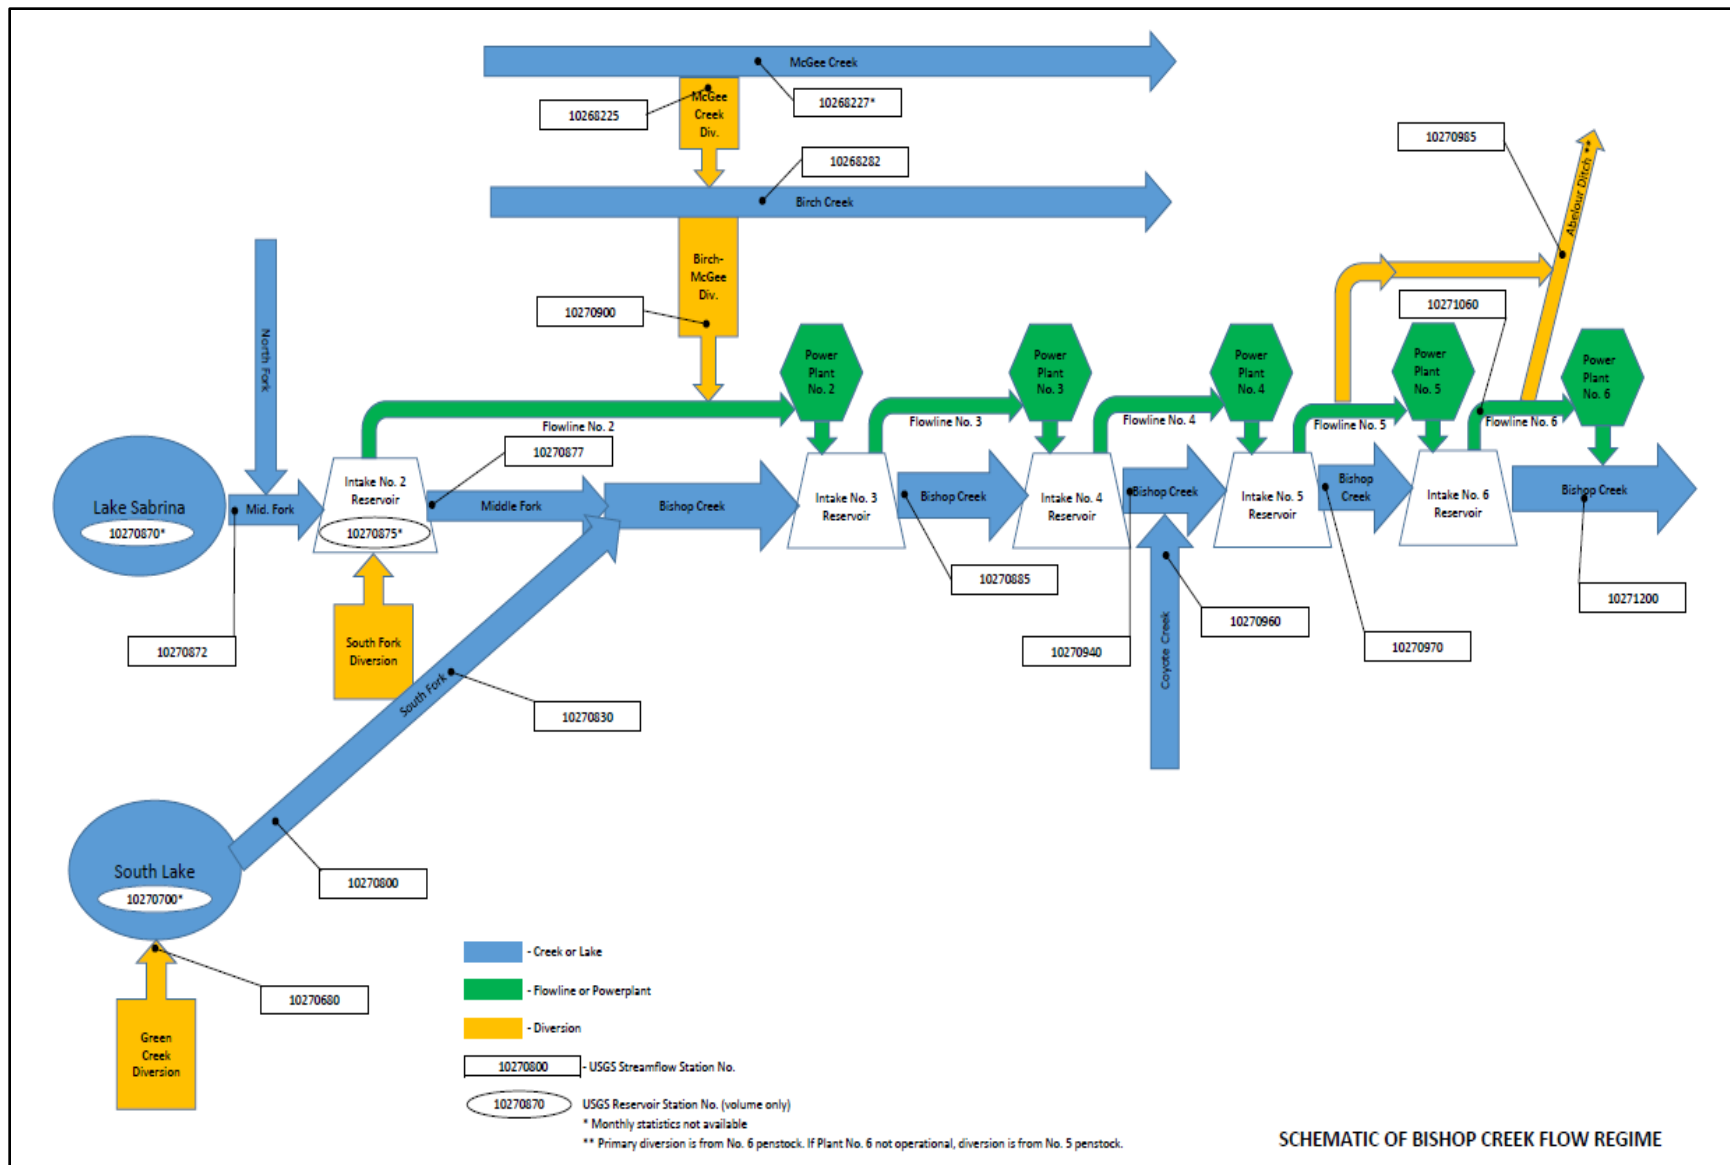 McGee Creek
10268225
McGee
Creek
Div.
10268227*
10268282
Birch Creek
10270985
Abelour Ditch **
North Fork
Birch-
McGee
Div.
10270900
10271060
Power
Plant
No. 2
Power
Plant
No. 3
Power
Plant
No. 4
Power
Plant
No. 5
Power
Plant
No. 6
Flowline No. 2
Flowline No. 3
Flowline No. 4
Flowline No. 5
Flowline No. 6
10270877
Lake Sabrina
10270870*
Mid. Fork
Intake No. 2
Reservoir
10270875*
Middle Fork
Bishop Creek
Intake No. 3
Reservoir
Bishop Creek
Intake No. 4
Reservoir
Bishop Creek
Intake No. 5
Reservoir
Bishop
Creek
Intake No. 6
Reservoir
Bishop Creek
10270885
10271200
10270872
South Fork
Diversion
South Fork
10270830
10270940
Coyote Creek
10270960
10270970
South Lake
10270700*
10270800
10270680
Green
Creek
Diversion
- Creek or Lake
- Flowline or Powerplant
- Diversion
10270800 - USGS Streamflow Station No.
10270870 USGS Reservoir Station No. (volume only)
* Monthly statistics not available
** Primary diversion is from No. 6 penstock. If Plant No. 6 not operational, diversion is from No. 5 penstock.
SCHEMATIC OF BISHOP CREEK FLOW REGIME